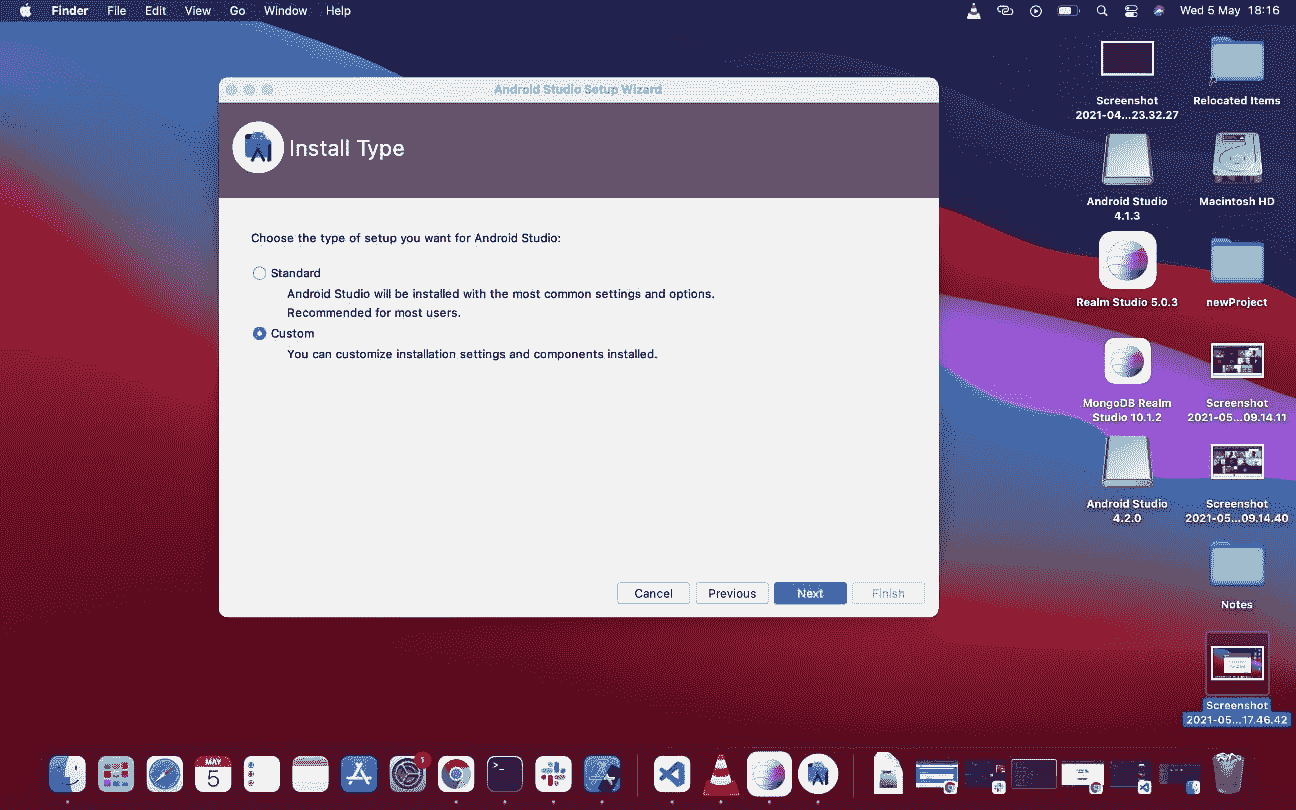 Finder File Edit View Go Window Help
Wed 5 May 18:16
Android Studio Setup Wizard
Install Type
Choose the type of setup you want for Android Studio:
Standard
Android Studio will be installed with the most common settings and options.
Recommended for most users.
Custom
You can customize installation settings and components installed.
Cancel Previous Next Finish
Screenshot
2021-04...23.32.27
Relocated Items
Android Studio
4.1.3
Macintosh HD
Realm Studio 5.0.3
newProject
MongoDB Realm
Studio 10.1.2
Screenshot
2021-05...09.14.11
Android Studio
4.2.0
Screenshot
2021-05...09.14.40
Notes
Screenshot
2021-05...17.46.42
MAY
5
1